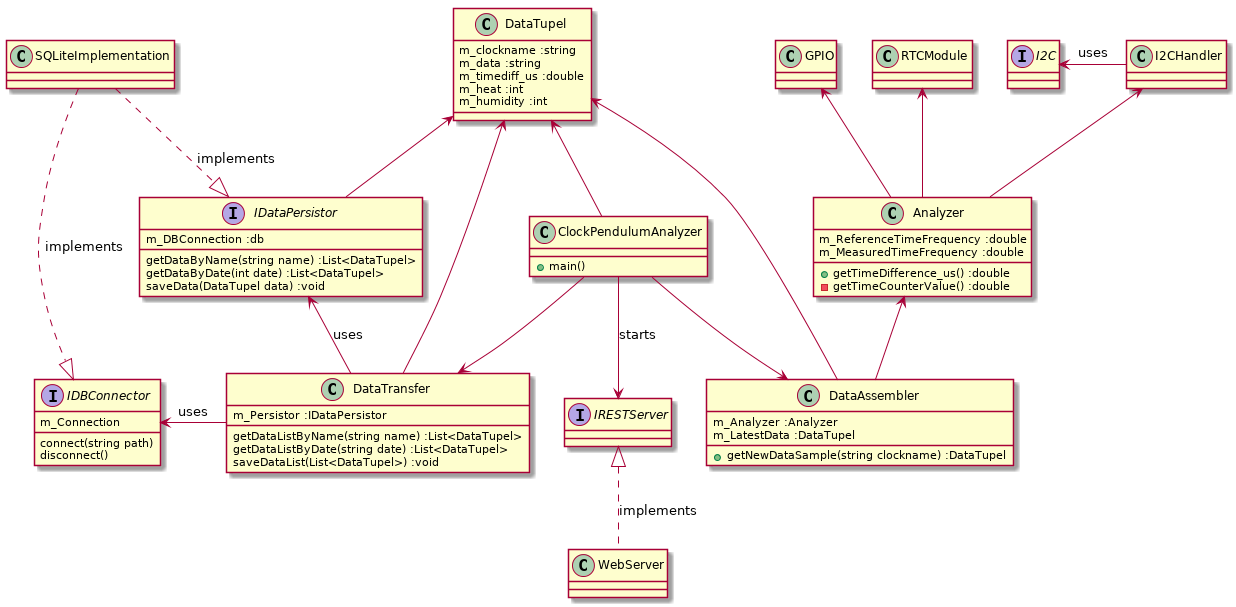 C DataTupel
m_clockname :string
m_data :string
m_timediff_us :double
m_heat :int
m_humidity :int
C SQLiteImplementation
C GPIO
C RTCModule
I I2C
uses
C I2CHandler
implements
implements
I IDataPersistor
m_DBConnection :db
getDataByName(string name) :List<DataTupel>
getDataByDate(int date) :List<DataTupel>
saveData(DataTupel data) :void
C ClockPendulumAnalyzer
main()
C Analyzer
m_ReferenceTimeFrequency :double
m_MeasuredTimeFrequency :double
getTimeDifference_us() :double
getTimeCounterValue() :double
uses
starts
I IDBConnector
m_Connection
connect(string path)
disconnect()
uses
C DataTransfer
m_Persistor :IDataPersistor
getDataListByName(string name) :List<DataTupel>
getDataListByDate(string date) :List<DataTupel>
saveDataList(List<DataTupel>) :void
I IRESTServer
C DataAssembler
m_Analyzer :Analyzer
m_LatestData :DataTupel
getNewDataSample(string clockname) :DataTupel
implements
C WebServer